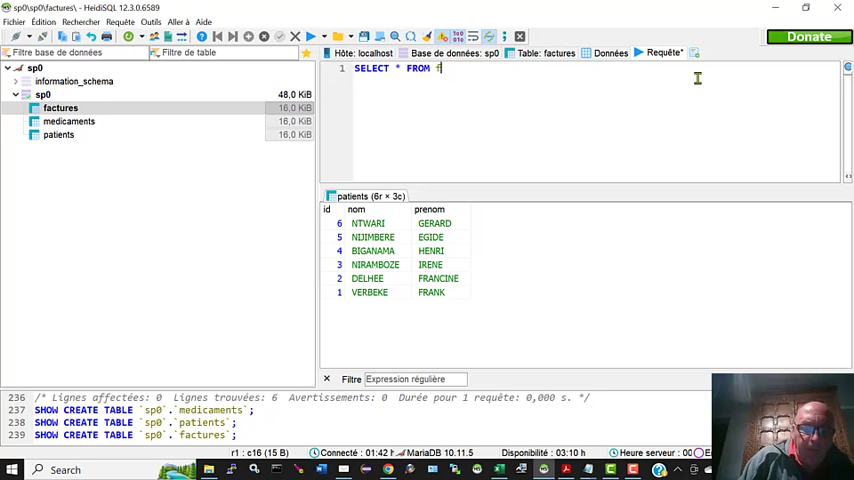 sp0\sp0\factures\ - HeidiSQL 12.3.0.6589
Fichier Édition Rechercher Requête Outils Aller à Aide
Donate
Filtre base de données
Filtre de table
Hôte: localhost
Base de données: sp0
Table: factures
Données
Requête*
sp0
information_schema
sp0 48,0 KiB
factures 16,0 KiB
medicaments 16,0 KiB
patients 16,0 KiB
1 SELECT * FROM f
patients (6r × 3c)
id nom prenom
6 NTWARI GERARD
5 NIJIMBERE EGIDE
4 BIGANAMA HENRI
3 NIRAMBOZE IRENE
2 DELHEE FRANCINE
1 VERBEKE FRANK
Filtre Expression régulière
236 /* Lignes affectées: 0 Lignes trouvées: 6 Avertissements: 0 Durée pour 1 requête: 0,000 s. */
237 SHOW CREATE TABLE `sp0`.`medicaments`;
238 SHOW CREATE TABLE `sp0`.`patients`;
239 SHOW CREATE TABLE `sp0`.`factures`;
r1 : c16 (15 B) Connecté : 01:42 h MariaDB 10.11.5 Disponible: 03:10 h Heure serveur : 00
Search